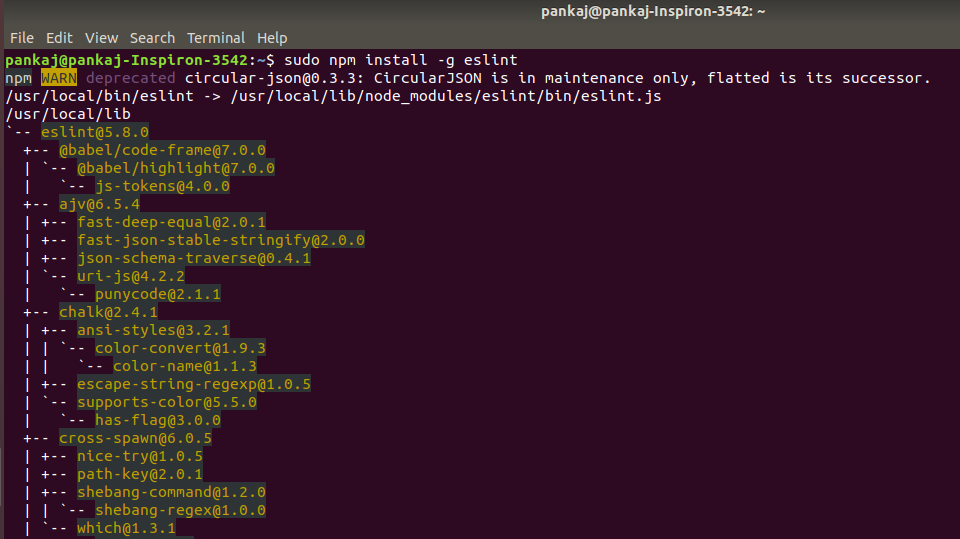 pankaj@pankaj-Inspiron-3542: ~
File Edit View Search Terminal Help
pankaj@pankaj-Inspiron-3542:~$ sudo npm install -g eslint
npm WARN deprecated circular-json@0.3.3: CircularJSON is in maintenance only, flatted is its successor.
/usr/local/bin/eslint -> /usr/local/lib/node_modules/eslint/bin/eslint.js
/usr/local/lib
`-- eslint@5.8.0
  +-- @babel/code-frame@7.0.0
  | `-- @babel/highlight@7.0.0
  |   `-- js-tokens@4.0.0
  +-- ajv@6.5.4
  | +-- fast-deep-equal@2.0.1
  | +-- fast-json-stable-stringify@2.0.0
  | +-- json-schema-traverse@0.4.1
  | `-- uri-js@4.2.2
  |   `-- punycode@2.1.1
  +-- chalk@2.4.1
  | +-- ansi-styles@3.2.1
  | | `-- color-convert@1.9.3
  | |   `-- color-name@1.1.3
  | +-- escape-string-regexp@1.0.5
  | `-- supports-color@5.5.0
  |   `-- has-flag@3.0.0
  +-- cross-spawn@6.0.5
  | +-- nice-try@1.0.5
  | +-- path-key@2.0.1
  | +-- shebang-command@1.2.0
  | | `-- shebang-regex@1.0.0
  | `-- which@1.3.1